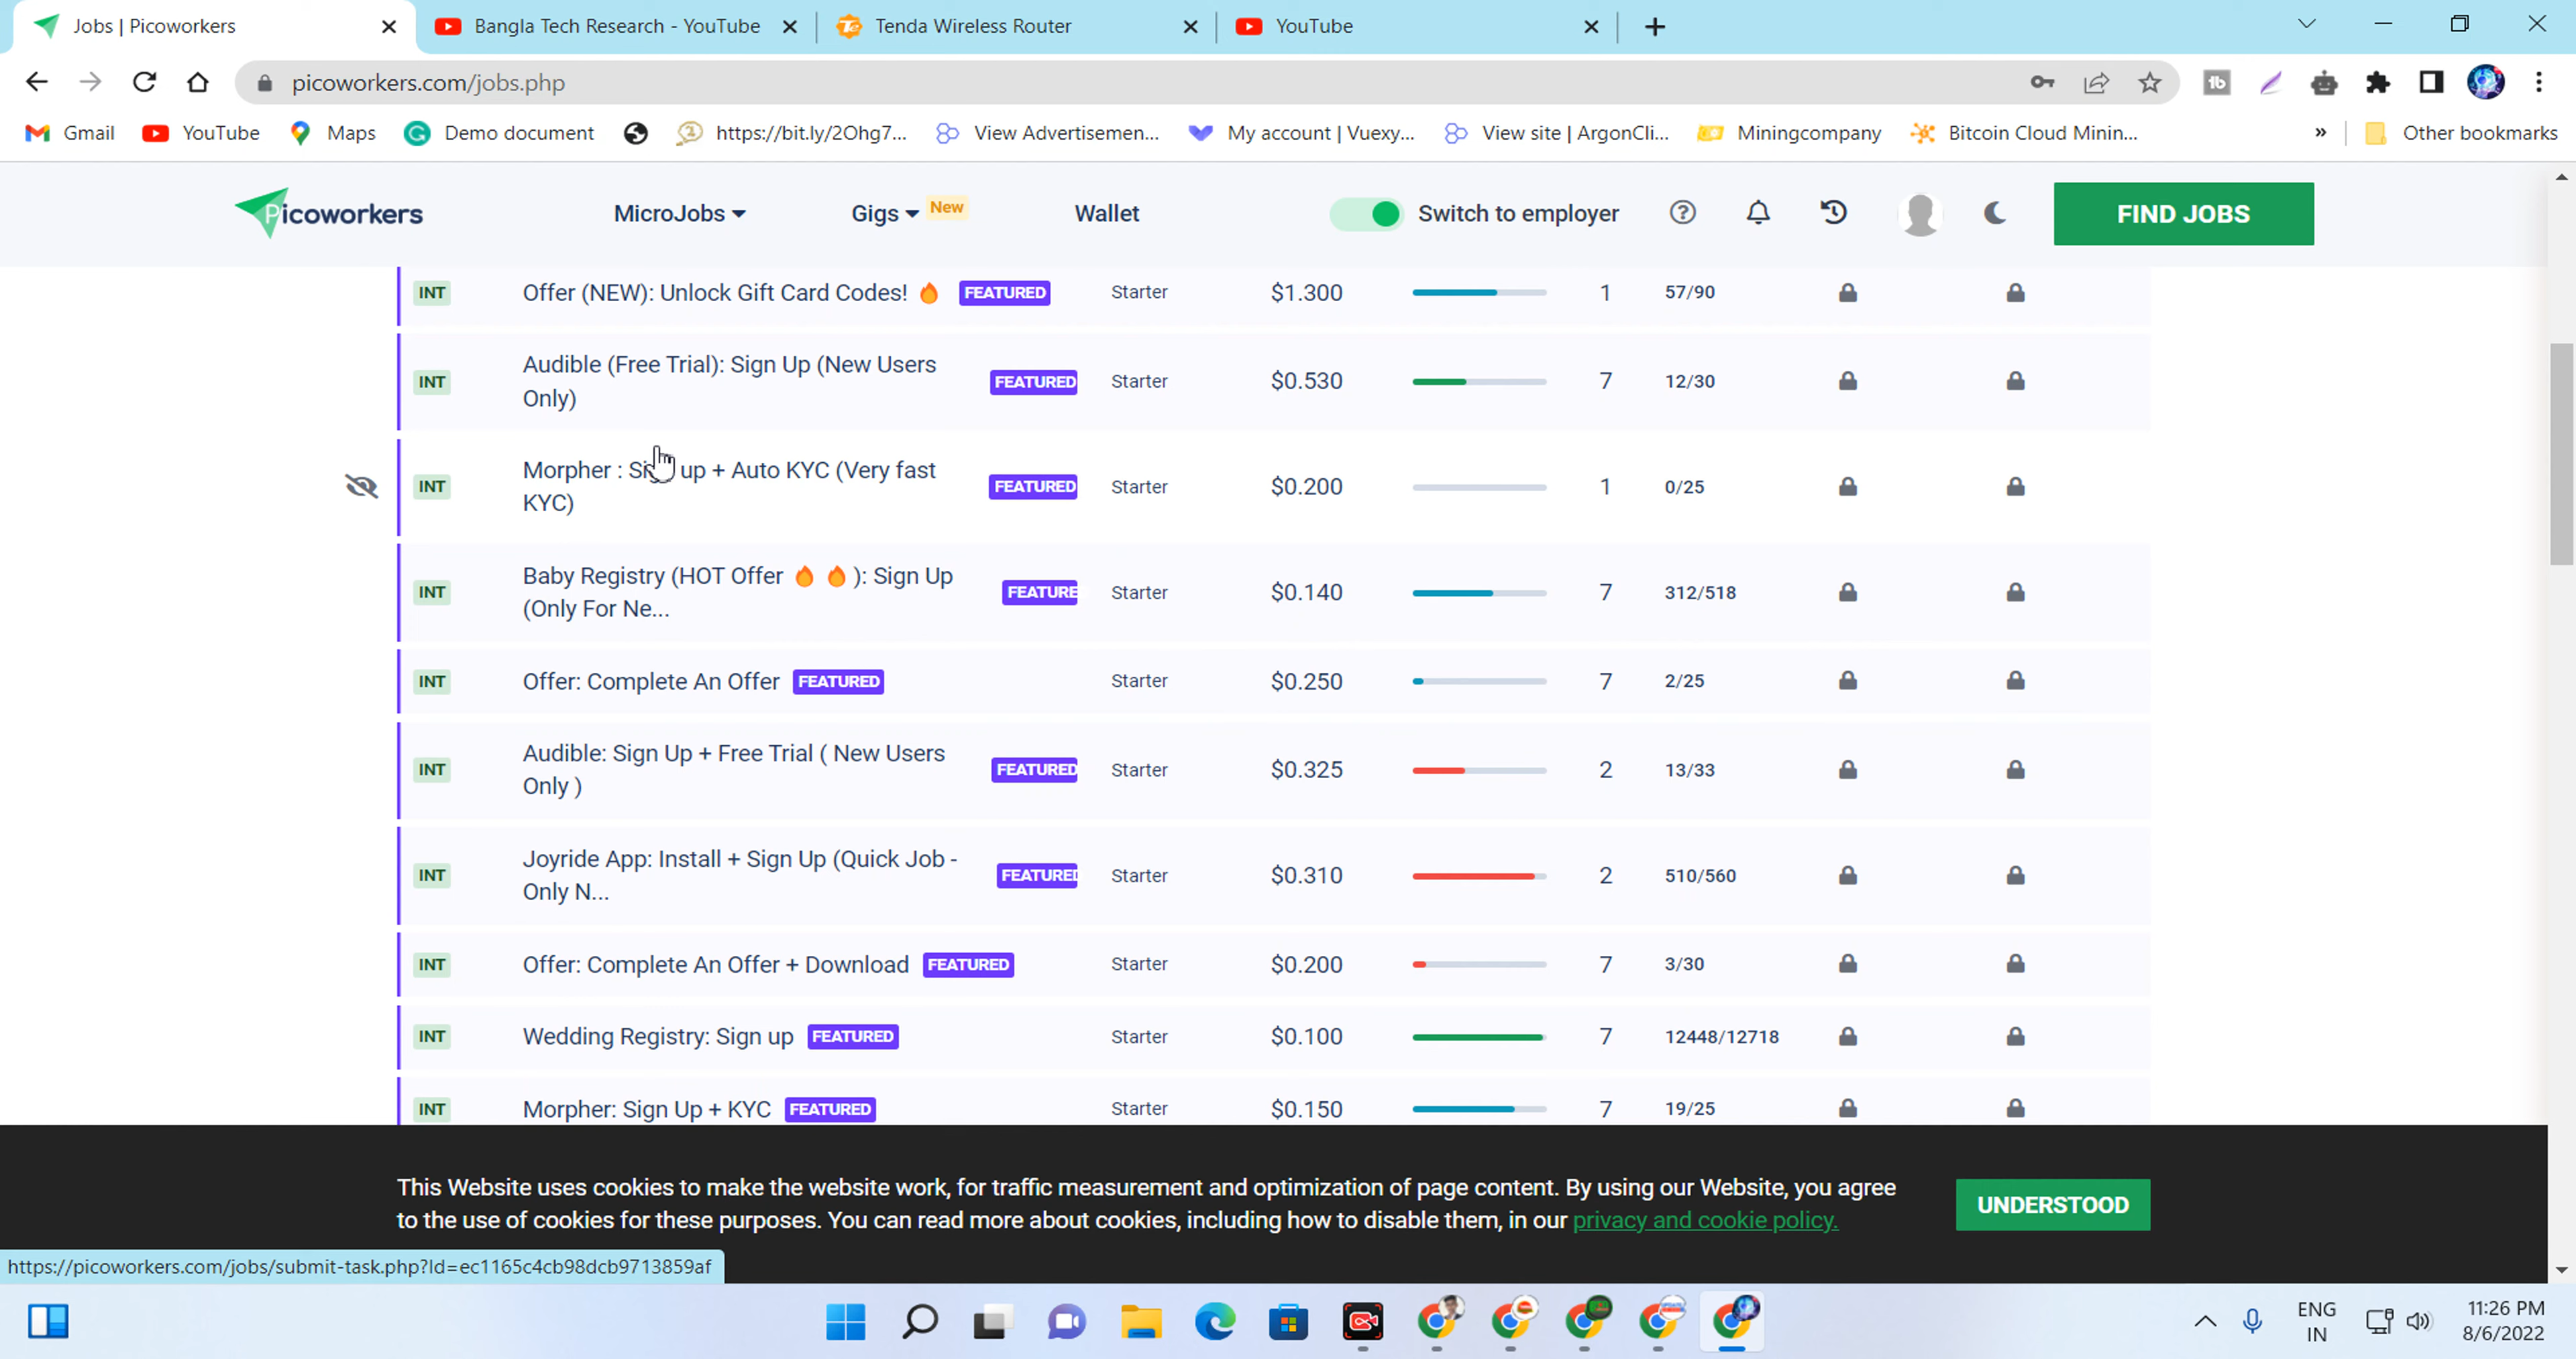 Jobs | Picoworkers
Bangla Tech Research - YouTube
Tenda Wireless Router
YouTube
picoworkers.com/jobs.php
Gmail
YouTube
Maps
Demo document
https://bit.ly/2Ohg7...
View Advertisemen...
My account | Vuexy...
View site | ArgonCli...
Miningcompany
Bitcoin Cloud Minin...
»
Other bookmarks
Picoworkers
MicroJobs
Gigs
New
Wallet
Switch to employer
FIND JOBS
INT Offer (NEW): Unlock Gift Card Codes! 🔥 FEATURED Starter $1.300 1 57/90
Audible (Free Trial): Sign Up (New Users
Only)
INT FEATURED Starter $0.530 7 12/30
Morpher : Sign up + Auto KYC (Very fast
KYC)
INT FEATURED Starter $0.200 1 0/25
Baby Registry (HOT Offer 🔥 🔥 ): Sign Up
(Only For Ne...
INT FEATURE Starter $0.140 7 312/518
INT Offer: Complete An Offer FEATURED Starter $0.250 7 2/25
Audible: Sign Up + Free Trial ( New Users
Only )
INT FEATURED Starter $0.325 2 13/33
Joyride App: Install + Sign Up (Quick Job -
Only N...
INT FEATURED Starter $0.310 2 510/560
INT Offer: Complete An Offer + Download FEATURED Starter $0.200 7 3/30
INT Wedding Registry: Sign up FEATURED Starter $0.100 7 12448/12718
INT Morpher: Sign Up + KYC FEATURED Starter $0.150 7 19/25
This Website uses cookies to make the website work, for traffic measurement and optimization of page content. By using our Website, you agree
to the use of cookies for these purposes. You can read more about cookies, including how to disable them, in our privacy and cookie policy.
UNDERSTOOD
https://picoworkers.com/jobs/submit-task.php?Id=ec1165c4cb98dcb9713859af
ENG
IN
11:26 PM
8/6/2022